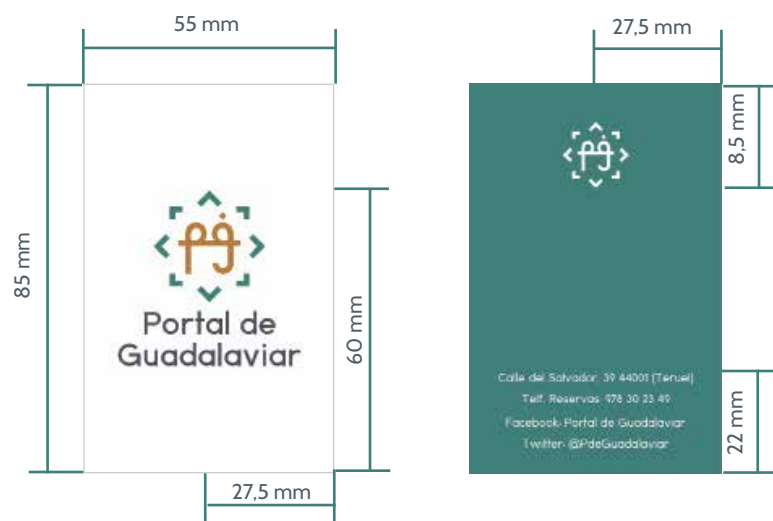 55 mm
27,5 mm
85 mm
8,5 mm
pg
Portal de
Guadalaviar
60 mm
27,5 mm
pg
Calle del Salvador, 39 44001 (Teruel)
Telf. Reservas: 978 30 23 49
Facebook: Portal de Guadalaviar
Twitter: @PdeGuadalaviar
22 mm